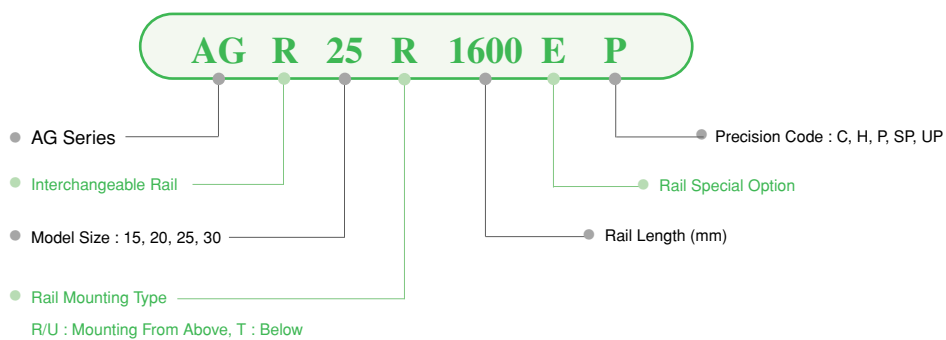 AG R 25 R 1600 E P
AG Series
Precision Code : C, H, P, SP, UP
Interchangeable Rail
Rail Special Option
Model Size : 15, 20, 25, 30
Rail Length (mm)
Rail Mounting Type
R/U : Mounting From Above, T : Below